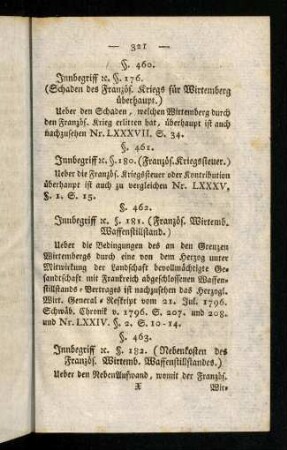 — 321 —
§. 460.
Innbegriff ꝛc. §. 176.
(Schaden des Französ. Kriegs für Wirtemberg
überhaupt.)
Ueber den Schaden, welchen Wirtemberg durch
den Französ. Krieg erlitten hat, überhaupt ist auch
nachzusehen Nr. LXXXVII. S. 34.
§. 461.
Innbegriff ꝛc. §. 180. (Französ. Kriegssteuer.)
Ueber die Französ. Kriegssteuer oder Kontribution
überhaupt ist auch zu vergleichen Nr. LXXXV,
§. 1. S. 15.
§. 462.
Innbegriff ꝛc. §. 181. (Französ. Wirtemb.
Waffenstillstand.)
Ueber die Bedingungen des an den Grenzen
Wirtembergs durch eine von dem Herzog unter
Mitwirkung der Landschaft bevollmächtigte Ge-
sandschaft mit Frankreich abgeschlossenen Waffen-
stillstands-Vertrages ist nachzusehen das Herzogl.
Wirt. General-Reskript vom 21. Jul. 1796.
Schwäb. Chronik v. 1796. S. 207. und 208.
und Nr. LXXIV. §. 2. S. 10-14.
§. 463.
Innbegriff ꝛc. §. 182. (Nebenkosten des
Französ. Wirtemb. Waffenstillstandes.)
Ueber den NebenAufwand, womit der Französ.
X Wir-